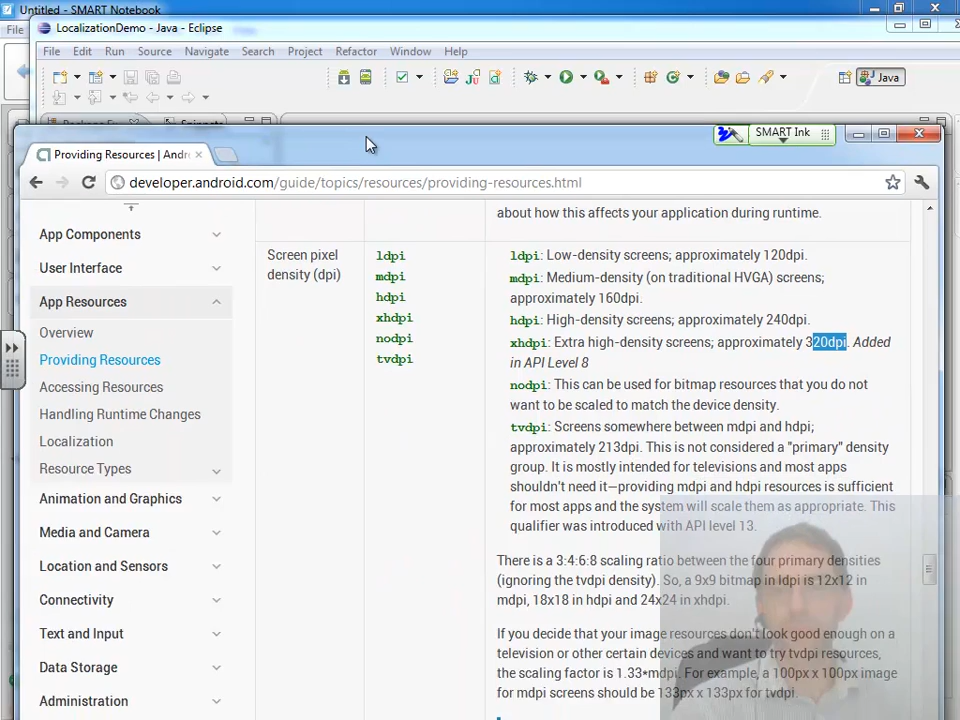 Untitled - SMART Notebook
File
LocalizationDemo - Java - Eclipse
File Edit Run Source Navigate Search Project Refactor Window Help
Java
SMART Ink
Providing Resources | Andr
developer.android.com/guide/topics/resources/providing-resources.html
App Components
User Interface
App Resources
Overview
Providing Resources
Accessing Resources
Handling Runtime Changes
Localization
Resource Types
Animation and Graphics
Media and Camera
Location and Sensors
Connectivity
Text and Input
Data Storage
Administration
Screen pixel
density (dpi)
ldpi
mdpi
hdpi
xhdpi
nodpi
tvdpi
about how this affects your application during runtime.
ldpi: Low-density screens; approximately 120dpi.
mdpi: Medium-density (on traditional HVGA) screens;
approximately 160dpi.
hdpi: High-density screens; approximately 240dpi.
xhdpi: Extra high-density screens; approximately 320dpi. Added
in API Level 8
nodpi: This can be used for bitmap resources that you do not
want to be scaled to match the device density.
tvdpi: Screens somewhere between mdpi and hdpi;
approximately 213dpi. This is not considered a "primary" density
group. It is mostly intended for televisions and most apps
shouldn't need it—providing mdpi and hdpi resources is sufficient
for most apps and the system will scale them as appropriate. This
qualifier was introduced with API level 13.
There is a 3:4:6:8 scaling ratio between the four primary densities
(ignoring the tvdpi density). So, a 9x9 bitmap in ldpi is 12x12 in
mdpi, 18x18 in hdpi and 24x24 in xhdpi.
If you decide that your image resources don't look good enough on a
television or other certain devices and want to try tvdpi resources,
the scaling factor is 1.33*mdpi. For example, a 100px x 100px image
for mdpi screens should be 133px x 133px for tvdpi.